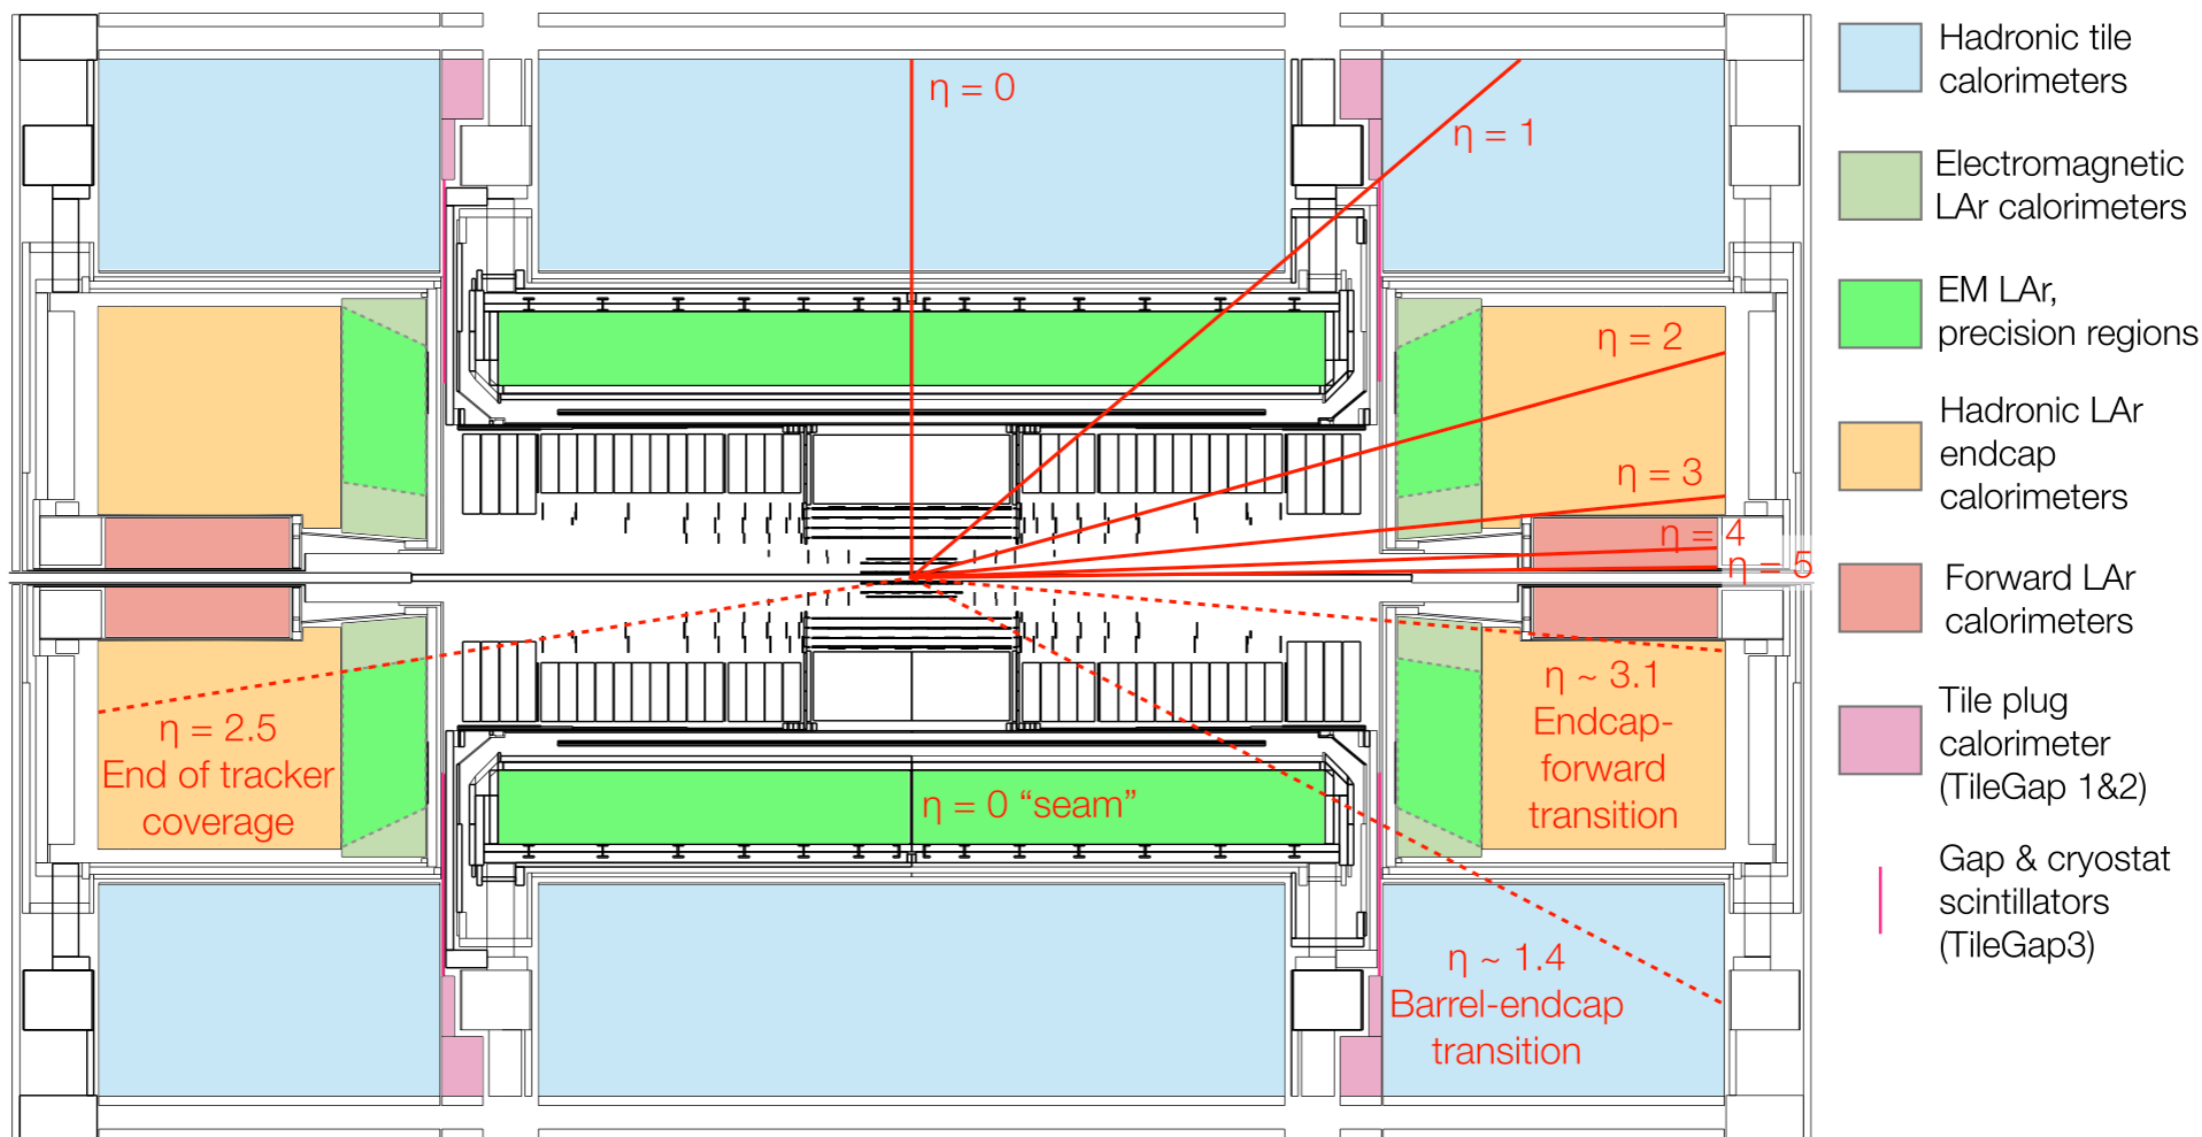 η = 0
η = 1
η = 2
η = 3
η = 4
η = 5
η = 2.5
End of tracker
coverage
η = 0 “seam”
η ~ 3.1
Endcap-
forward
transition
η ~ 1.4
Barrel-endcap
transition
Hadronic tile
calorimeters
Electromagnetic
LAr calorimeters
EM LAr,
precision regions
Hadronic LAr
endcap
calorimeters
Forward LAr
calorimeters
Tile plug
calorimeter
(TileGap 1&2)
Gap & cryostat
scintillators
(TileGap3)